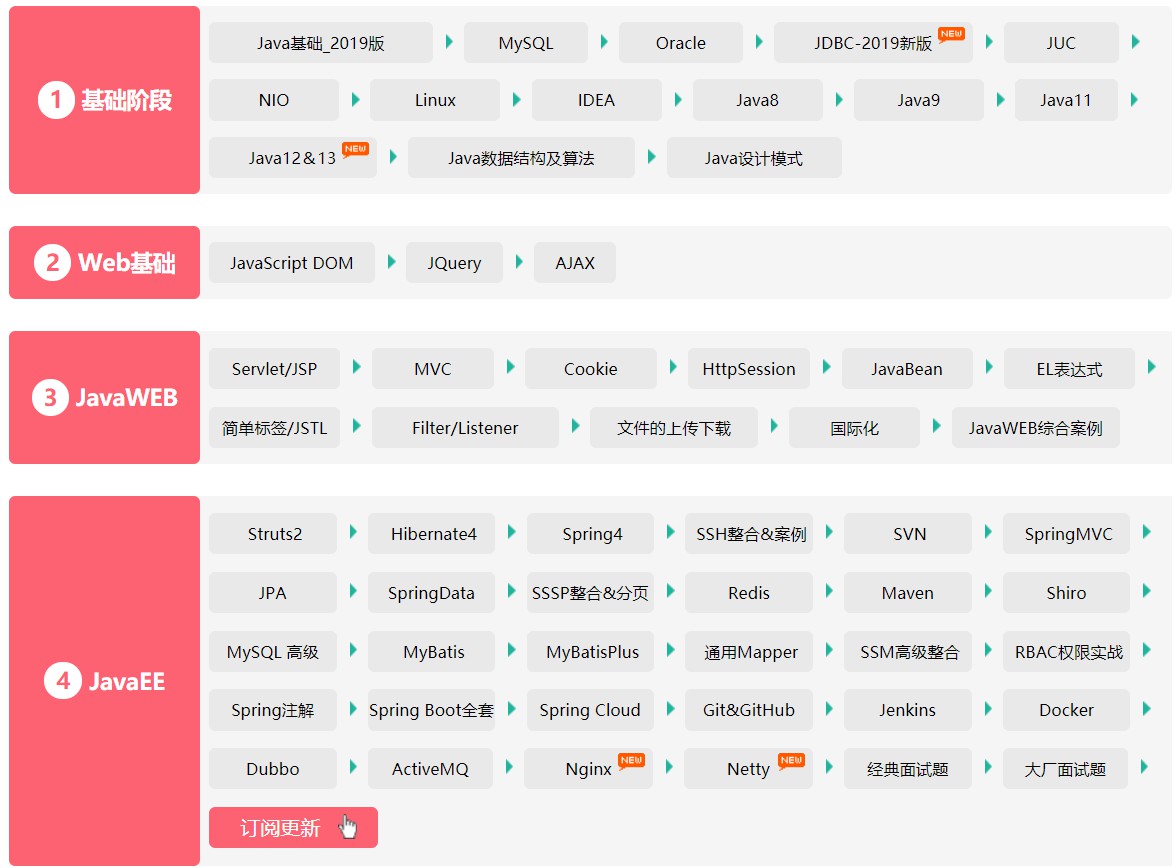 1 基础阶段
Java基础_2019版 MySQL Oracle JDBC-2019新版 NEW JUC
NIO Linux IDEA Java8 Java9 Java11
Java12&13 NEW Java数据结构及算法 Java设计模式
2 Web基础
JavaScript DOM JQuery AJAX
3 JavaWEB
Servlet/JSP MVC Cookie HttpSession JavaBean EL表达式
简单标签/JSTL Filter/Listener 文件的上传下载 国际化 JavaWEB综合案例
4 JavaEE
Struts2 Hibernate4 Spring4 SSH整合&案例 SVN SpringMVC
JPA SpringData SSSP整合&分页 Redis Maven Shiro
MySQL 高级 MyBatis MyBatisPlus 通用Mapper SSM高级整合 RBAC权限实战
Spring注解 Spring Boot全套 Spring Cloud Git&GitHub Jenkins Docker
Dubbo ActiveMQ Nginx NEW Netty NEW 经典面试题 大厂面试题
订阅更新